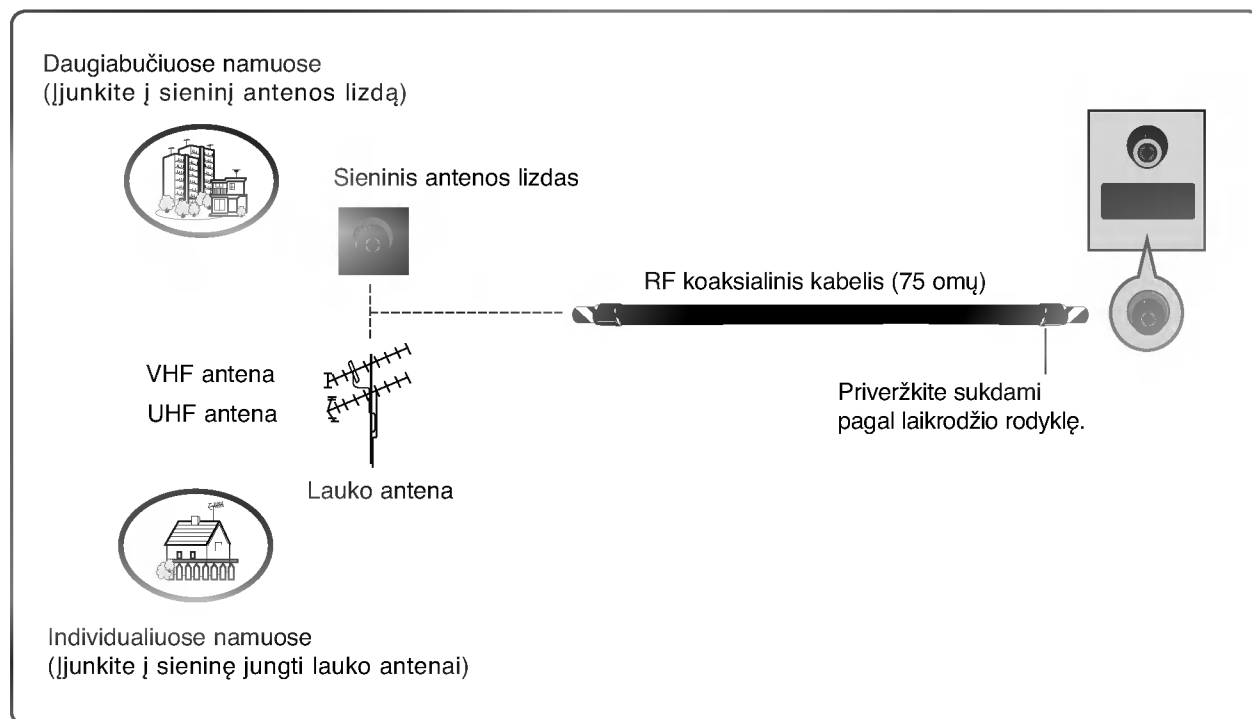 Daugiabučiuose namuose
(Įjunkite į sieninį antenos lizdą)
Sieninis antenos lizdas
RF koaksialinis kabelis (75 omų)
VHF antena
UHF antena
Priveržkite sukdami
pagal laikrodžio rodyklę.
Lauko antena
Individualiuose namuose
(Įjunkite į sieninę jungti lauko antenai)